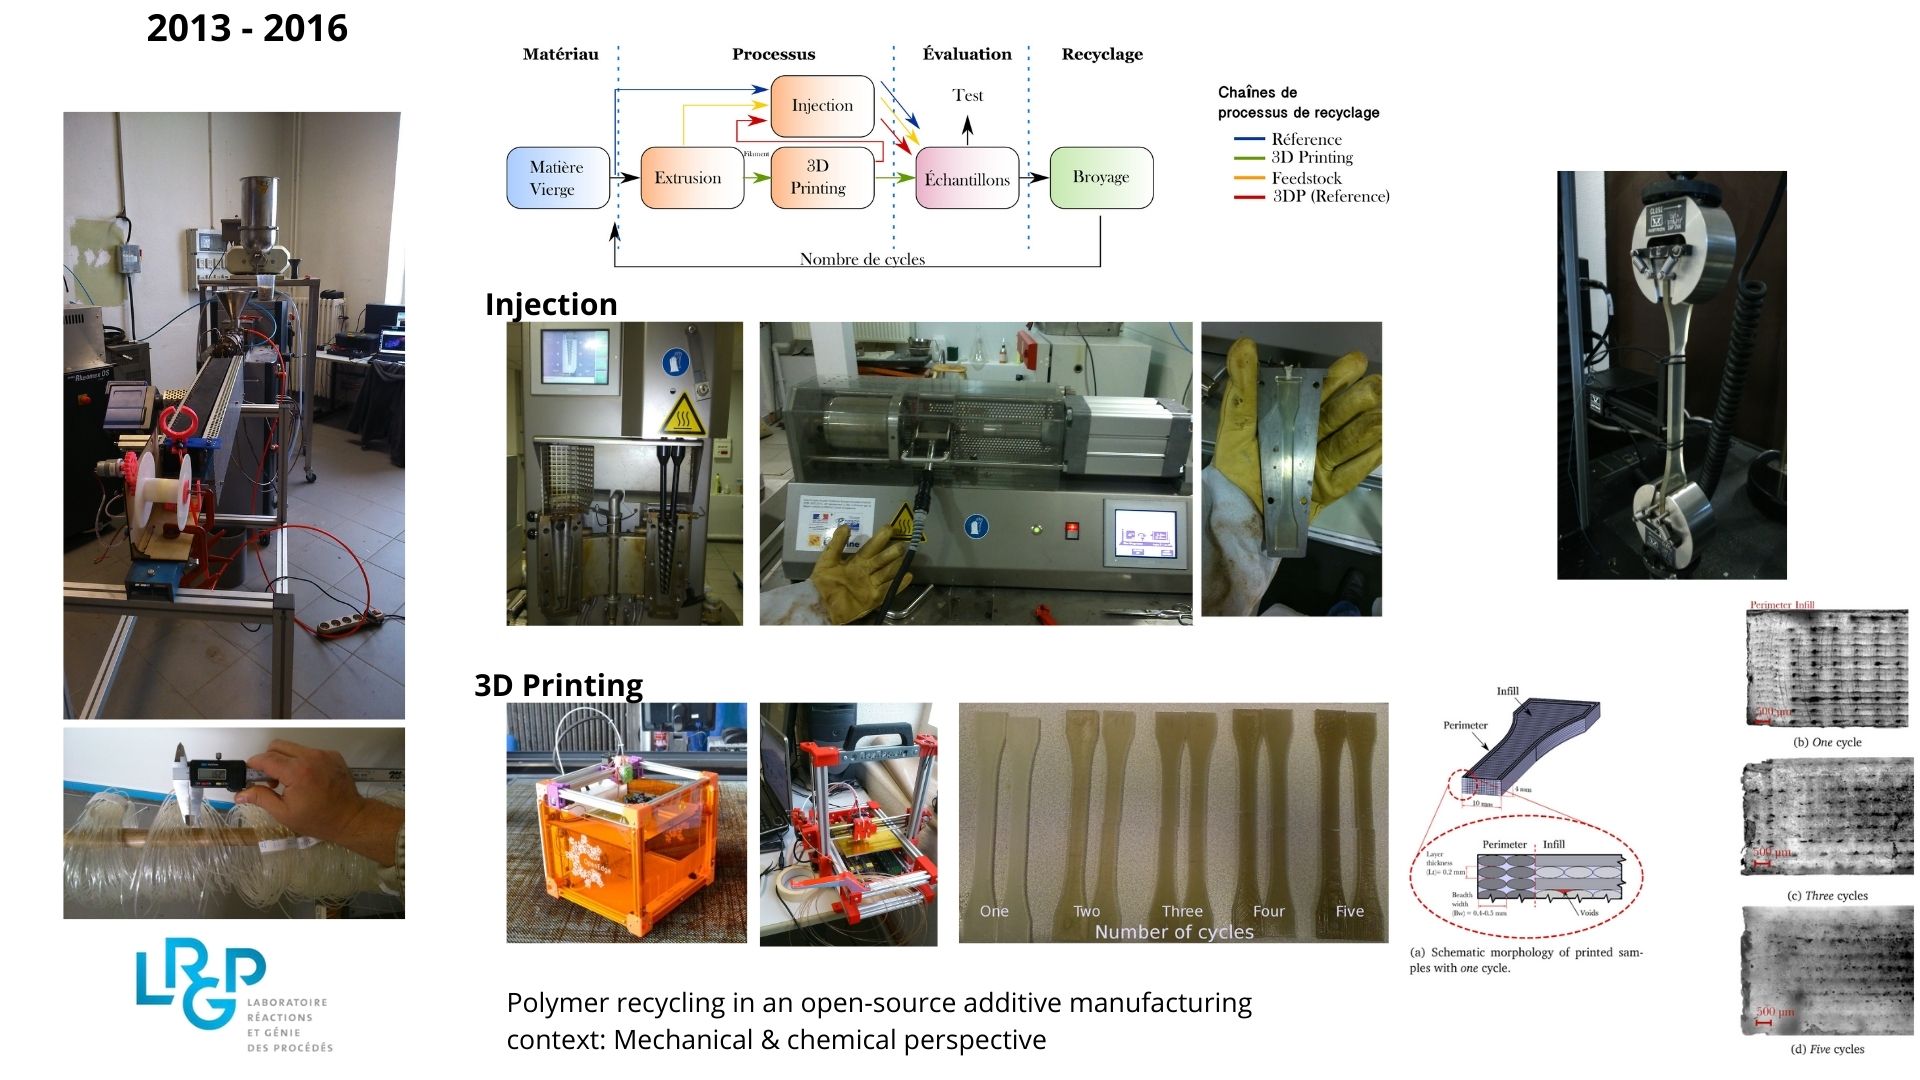 2013 - 2016
Matériau
Processus
Évaluation
Recyclage
Injection
Test
Matière
Vierge
Extrusion
Filament
3D
Printing
Échantillons
Broyage
Nombre de cycles
Chaînes de
processus de recyclage
Réference
3D Printing
Feedstock
3DP (Reference)
Injection
3D Printing
One
Two
Three
Four
Five
Number of cycles
CLOSE
Infill
Perimeter
4 mm
10 mm
Perimeter
Infill
Layer
thickness
(Lt)= 0.2 mm
Beadth
width
(Bw) = 0.4-0.5 mm
Voids
(a) Schematic morphology of printed sam-
ples with one cycle.
Perimeter Infill
500 µm
(b) One cycle
500 µm
(c) Three cycles
500 µm
(d) Five cycles
LRGP
LABORATOIRE
RÉACTIONS
ET GÉNIE
DES PROCÉDÉS
Polymer recycling in an open-source additive manufacturing
context: Mechanical & chemical perspective